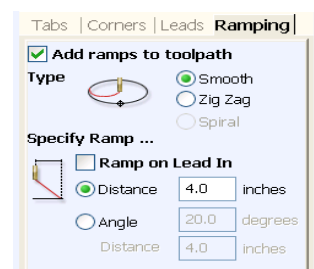 Tabs | Corners | Leads Ramping |
Add ramps to toolpath
Type
Smooth
Zig Zag
Spiral
Specify Ramp ...
Ramp on Lead In
Distance 4.0 inches
Angle 20.0 degrees
Distance 4.0 inches